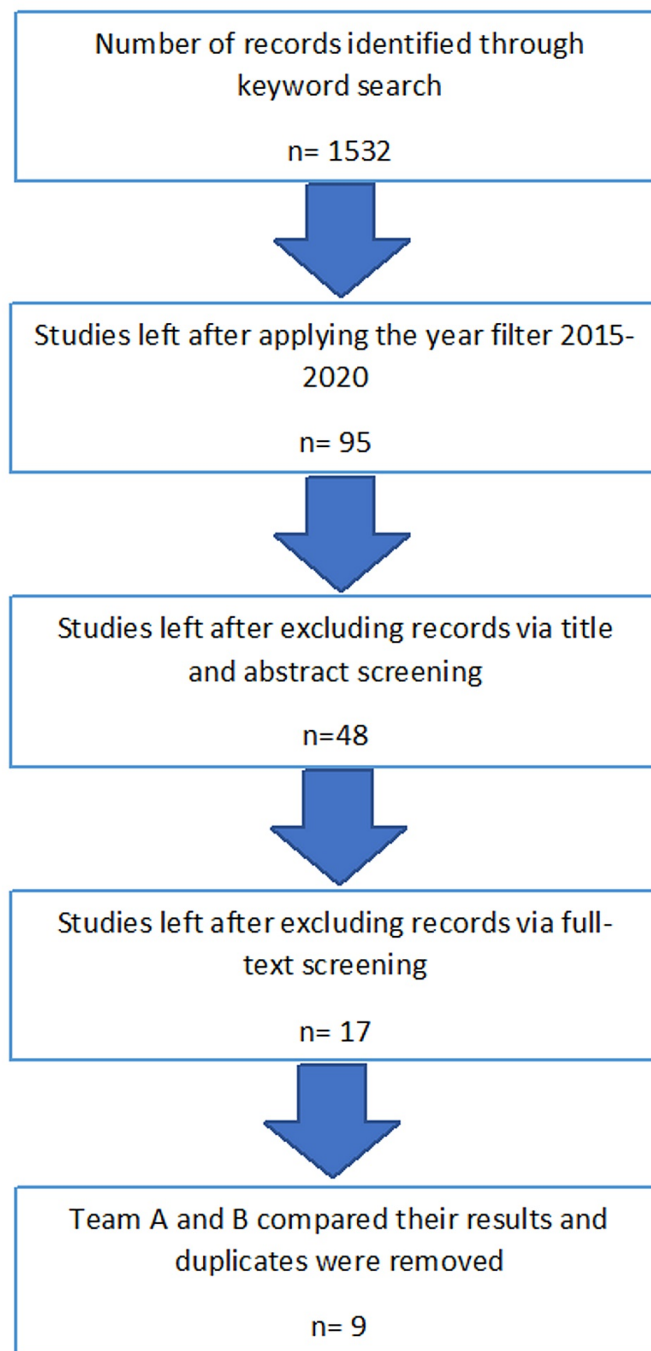 Number of records identified through
keyword search
n= 1532
Studies left after applying the year filter 2015-
2020
n= 95
Studies left after excluding records via title
and abstract screening
n=48
Studies left after excluding records via full-
text screening
n= 17
Team A and B compared their results and
duplicates were removed
n= 9